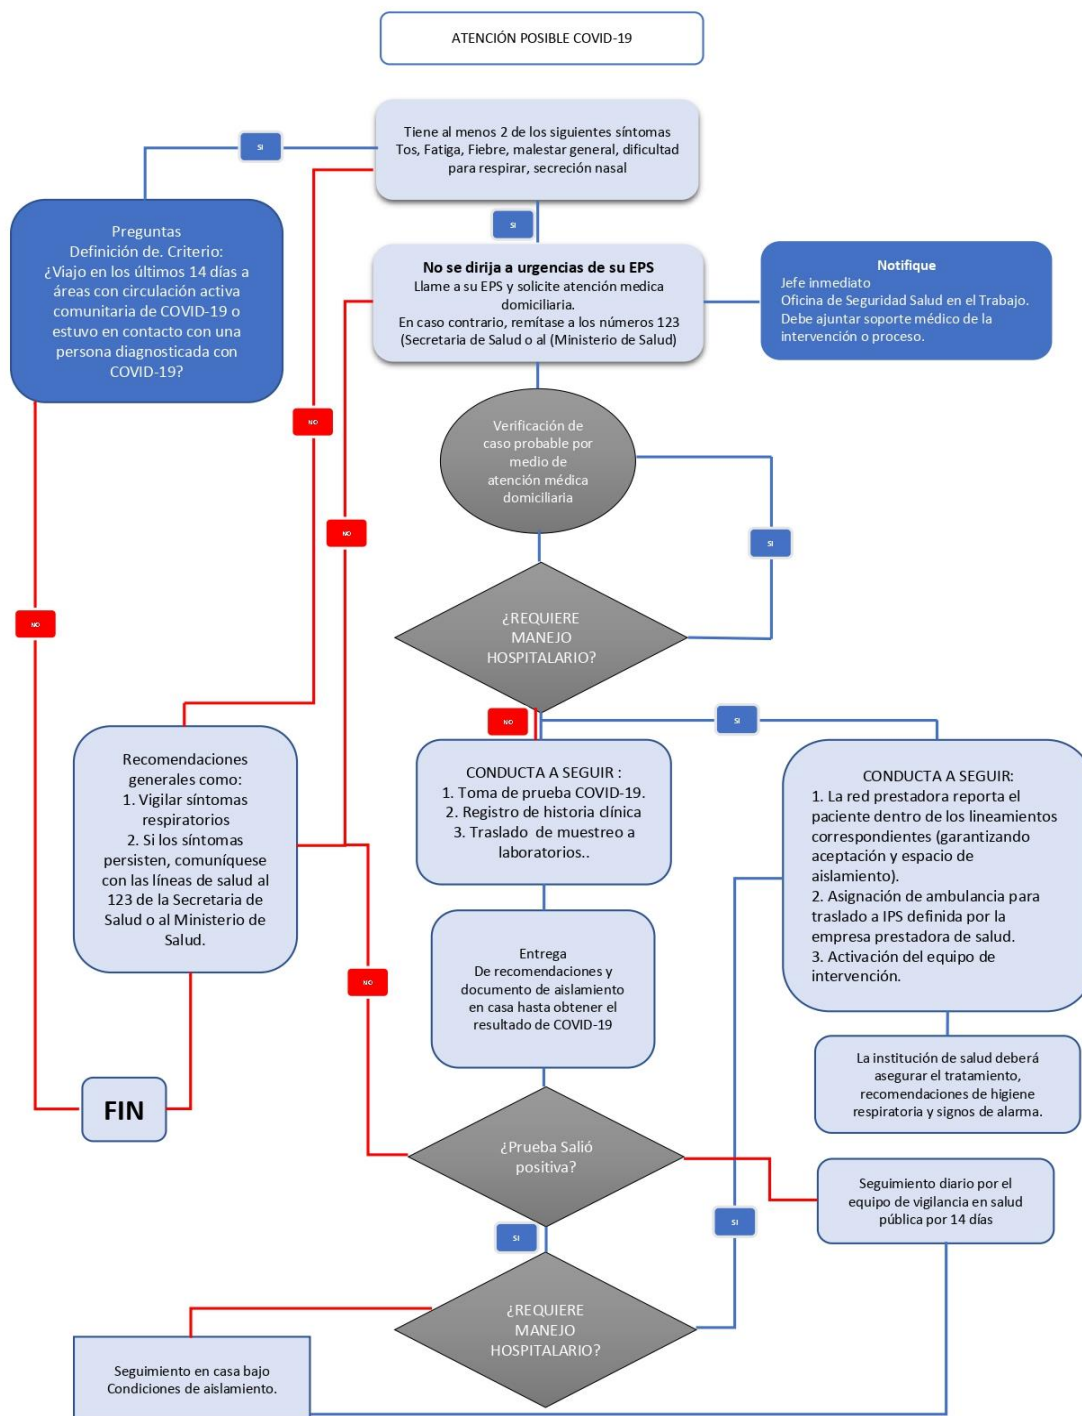 ATENCIÓN POSIBLE COVID-19
Tiene al menos 2 de los siguientes síntomas
Tos, Fatiga, Fiebre, malestar general, dificultad
para respirar, secreción nasal
SI
SI
Preguntas
Definición de. Criterio:
¿Viajo en los últimos 14 días a
áreas con circulación activa
comunitaria de COVID-19 o
estuvo en contacto con una
persona diagnosticada con
COVID-19?
No se dirija a urgencias de su EPS
Llame a su EPS y solicite atención medica
domiciliaria.
En caso contrario, remítase a los números 123
(Secretaria de Salud o al (Ministerio de Salud)
Notifique
Jefe inmediato
Oficina de Seguridad Salud en el Trabajo.
Debe ajuntar soporte médico de la
intervención o proceso.
NO
Verificación de
caso probable por
medio de
atención médica
domiciliaria
NO
SI
NO
¿REQUIERE
MANEJO
HOSPITALARIO?
NO
SI
Recomendaciones
generales como:
1. Vigilar síntomas
respiratorios
2. Si los síntomas
persisten, comuníquese
con las líneas de salud al
123 de la Secretaria de
Salud o al Ministerio de
Salud.
CONDUCTA A SEGUIR :
1. Toma de prueba COVID-19.
2. Registro de historia clínica
3. Traslado de muestreo a
laboratorios..
CONDUCTA A SEGUIR:
1. La red prestadora reporta el
paciente dentro de los lineamientos
correspondientes (garantizando
aceptación y espacio de
aislamiento).
2. Asignación de ambulancia para
traslado a IPS definida por la
empresa prestadora de salud.
3. Activación del equipo de
intervención.
NO
Entrega
De recomendaciones y
documento de aislamiento
en casa hasta obtener el
resultado de COVID-19
La institución de salud deberá
asegurar el tratamiento,
recomendaciones de higiene
respiratoria y signos de alarma.
FIN
¿Prueba Salió
positiva?
Seguimiento diario por el
equipo de vigilancia en salud
pública por 14 días
SI
SI
¿REQUIERE
MANEJO
HOSPITALARIO?
Seguimiento en casa bajo
Condiciones de aislamiento.